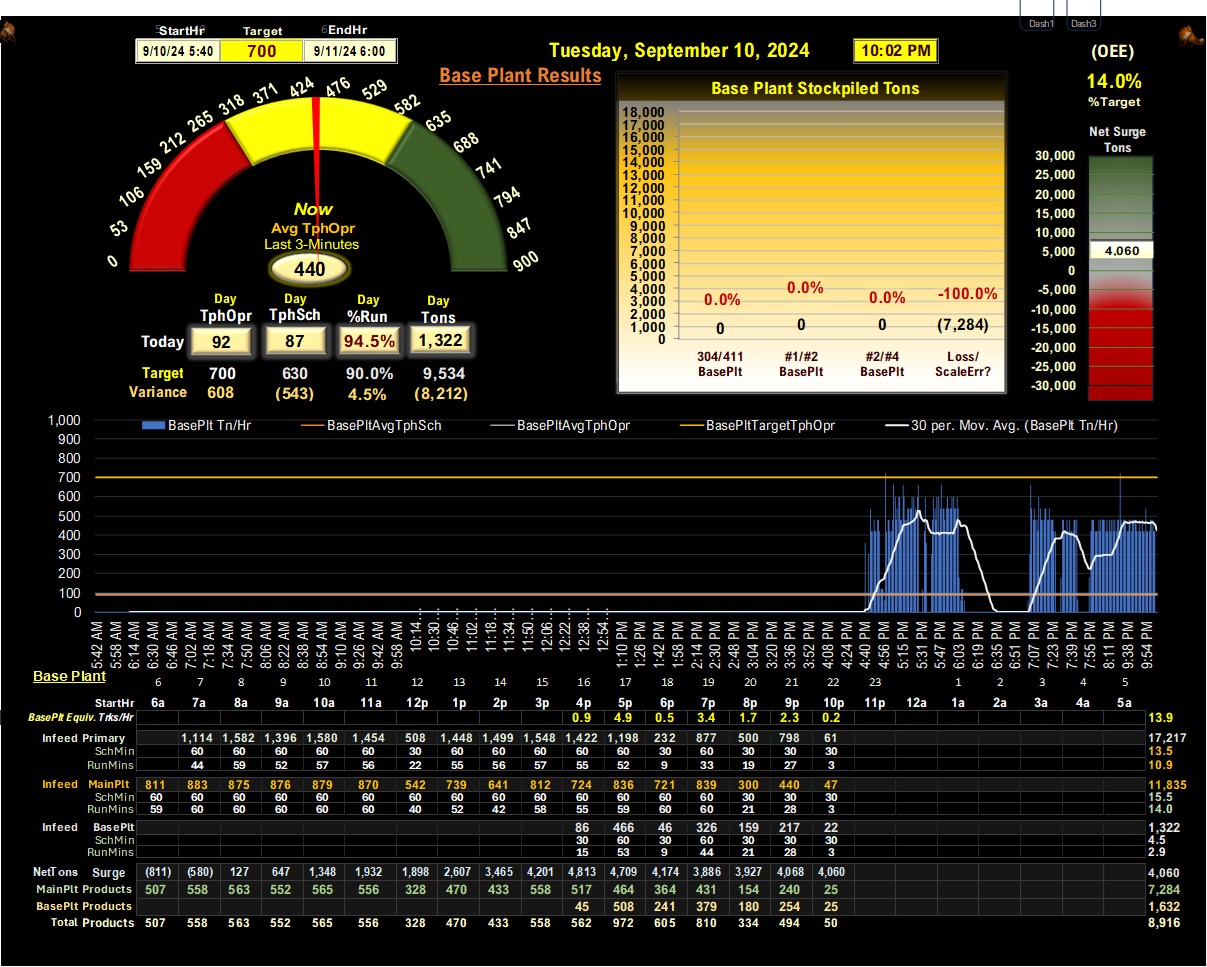 Dash1
Dash3
StartHr Target EndHr
9/10/24 5:40 700 9/11/24 6:00
Tuesday, September 10, 2024 10:02 PM
Base Plant Results
(OEE)
14.0%
%Target
Net Surge
Tons
30,000
25,000
20,000
15,000
10,000
5,000
0
-5,000
-10,000
-15,000
-20,000
-25,000
-30,000
4,060
0
53
106
159
212
265
318
371
424
476
529
582
635
688
741
794
847
900
Now
Avg TphOpr
Last 3-Minutes
440
Base Plant Stockpiled Tons
18,000
17,000
16,000
15,000
14,000
13,000
12,000
11,000
10,000
9,000
8,000
7,000
6,000
5,000
4,000
3,000
2,000
1,000
0
0.0% 0.0% 0.0% -100.0%
0 0 0 (7,284)
304/411 #1/#2 #2/#4 Loss/
BasePlt BasePlt BasePlt ScaleErr?
Day Day Day Day
TphOpr TphSch %Run Tons
Today 92 87 94.5% 1,322
Target 700 630 90.0% 9,534
Variance 608 (543) 4.5% (8,212)
BasePlt Tn/Hr BasePltAvgTphSch BasePltAvgTphOpr BasePltTargetTphOpr 30 per. Mov. Avg. (BasePlt Tn/Hr)
1,000
900
800
700
600
500
400
300
200
100
0
5:42 AM
5:58 AM
6:14 AM
6:30 AM
6:46 AM
7:02 AM
7:18 AM
7:34 AM
7:50 AM
8:06 AM
8:22 AM
8:38 AM
8:54 AM
9:10 AM
9:26 AM
9:42 AM
9:58 AM
10:14…
10:30…
10:46…
11:02…
11:18…
11:34…
11:50…
12:06…
12:22…
12:38…
12:54…
1:10 PM
1:26 PM
1:42 PM
1:58 PM
2:14 PM
2:30 PM
2:48 PM
3:04 PM
3:20 PM
3:36 PM
3:52 PM
4:08 PM
4:24 PM
4:40 PM
4:56 PM
5:15 PM
5:31 PM
5:47 PM
6:03 PM
6:19 PM
6:35 PM
6:51 PM
7:07 PM
7:23 PM
7:39 PM
7:55 PM
8:11 PM
9:38 PM
9:54 PM
Base Plant
6 7 8 9 10 11 12 13 14 15 16 17 18 19 20 21 22 23 1 2 3 4 5
StartHr 6a 7a 8a 9a 10a 11a 12p 1p 2p 3p 4p 5p 6p 7p 8p 9p 10p 11p 12a 1a 2a 3a 4a 5a
BasePlt Equiv. Trks/Hr 0.9 4.9 0.5 3.4 1.7 2.3 0.2 13.9
Infeed Primary 1,114 1,582 1,396 1,580 1,454 508 1,448 1,499 1,548 1,422 1,198 232 877 500 798 61 17,217
SchMin 60 60 60 60 60 30 60 60 60 60 60 60 60 30 30 30 13.5
RunMins 44 59 52 57 56 22 55 56 57 55 52 9 33 19 27 3 10.9
Infeed MainPlt 811 883 875 876 879 870 542 739 641 812 724 836 721 839 300 440 47 11,835
SchMin 60 60 60 60 60 60 60 60 60 60 60 60 60 60 30 30 30 15.5
RunMins 59 60 60 60 60 60 40 52 42 58 55 59 60 60 21 28 3 14.0
Infeed BasePlt 86 466 46 326 159 217 22 1,322
SchMin 30 60 30 60 30 30 30 4.5
RunMins 15 53 9 44 21 28 3 2.9
NetTons Surge (811) (580) 127 647 1,348 1,932 1,898 2,607 3,465 4,201 4,813 4,709 4,174 3,886 3,927 4,068 4,060 4,060
MainPlt Products 507 558 563 552 565 556 328 470 433 558 517 464 364 431 154 240 25 7,284
BasePlt Products 45 508 241 379 180 254 25 1,632
Total Products 507 558 563 552 565 556 328 470 433 558 562 972 605 810 334 494 50 8,916